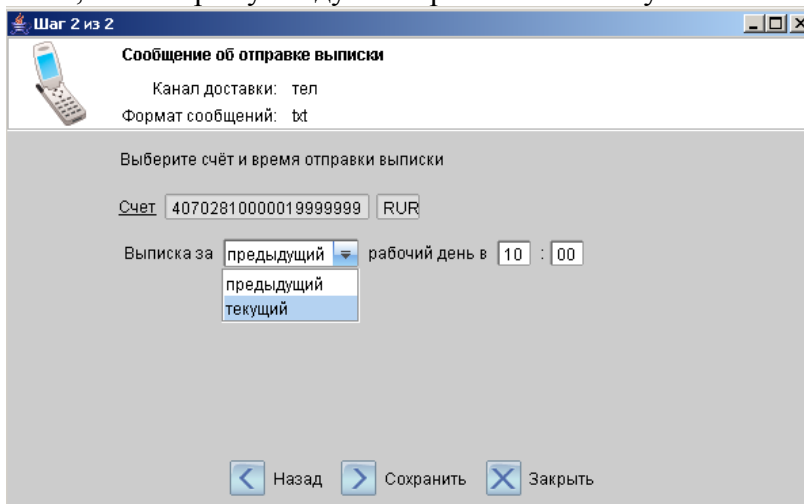 Шаг 2 из 2
Сообщение об отправке выписки
Канал доставки: тел
Формат сообщений: txt
Выберите счёт и время отправки выписки
Счет 40702810000019999999 RUR
Выписка за предыдущий рабочий день в 10 : 00
предыдущий
текущий
Назад Сохранить Закрыть